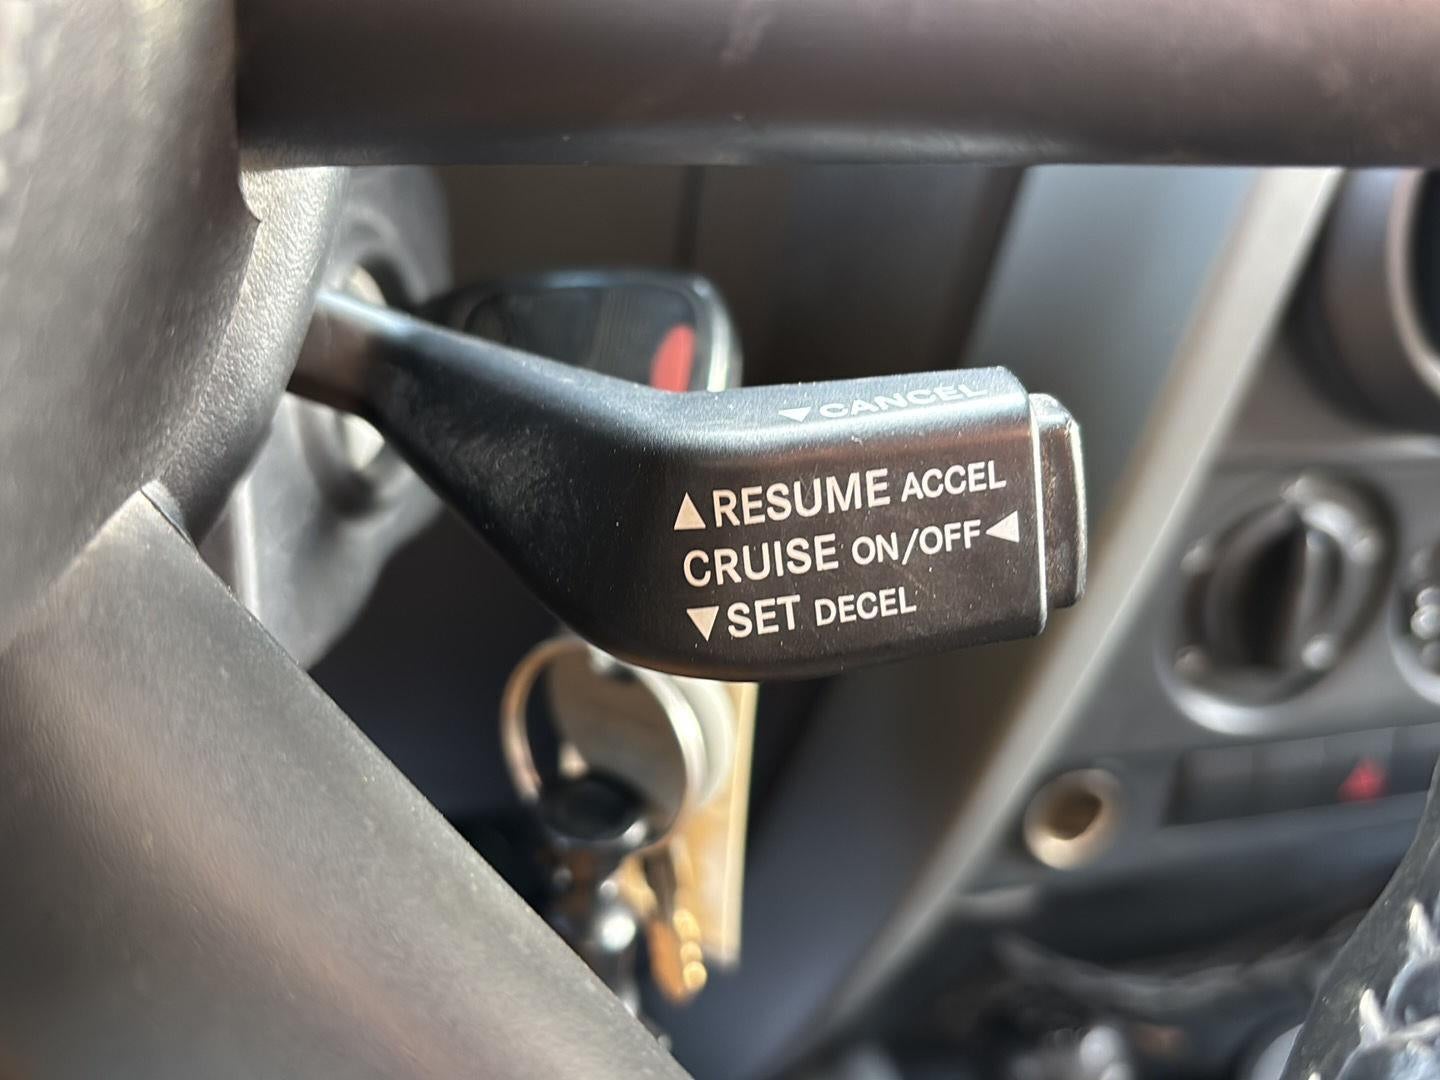 ▼ CANCEL
▲ RESUME ACCEL
CRUISE ON/OFF ◀
▼ SET DECEL